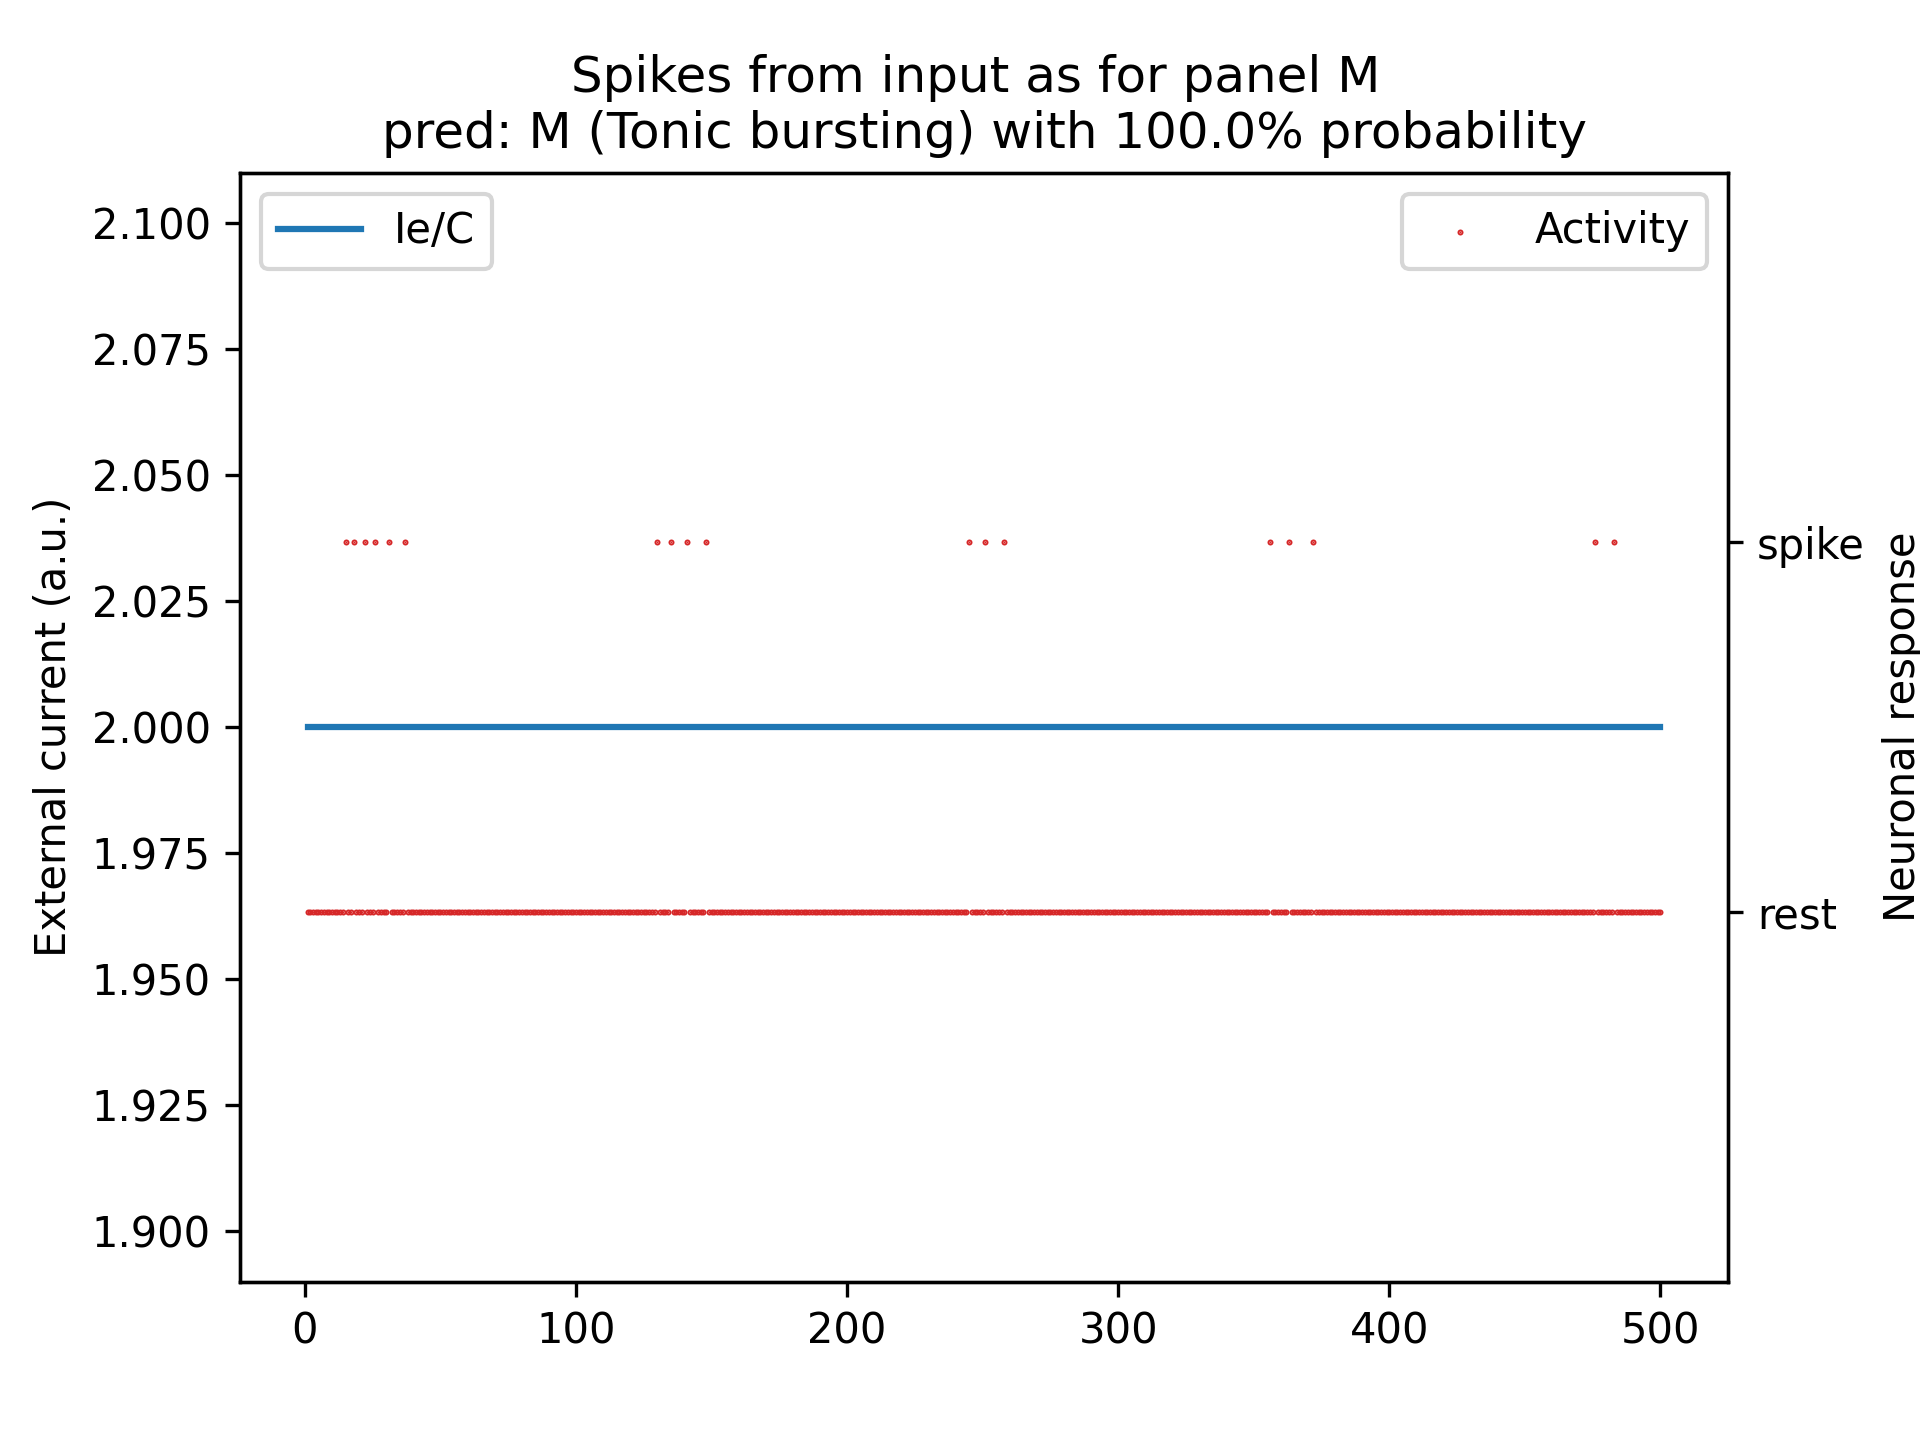 Spikes from input as for panel M
pred: M (Tonic bursting) with 100.0% probability
Ie/C
Activity
External current (a.u.)
2.100
2.075
2.050
2.025
2.000
1.975
1.950
1.925
1.900
spike
rest
Neuronal response
0 100 200 300 400 500